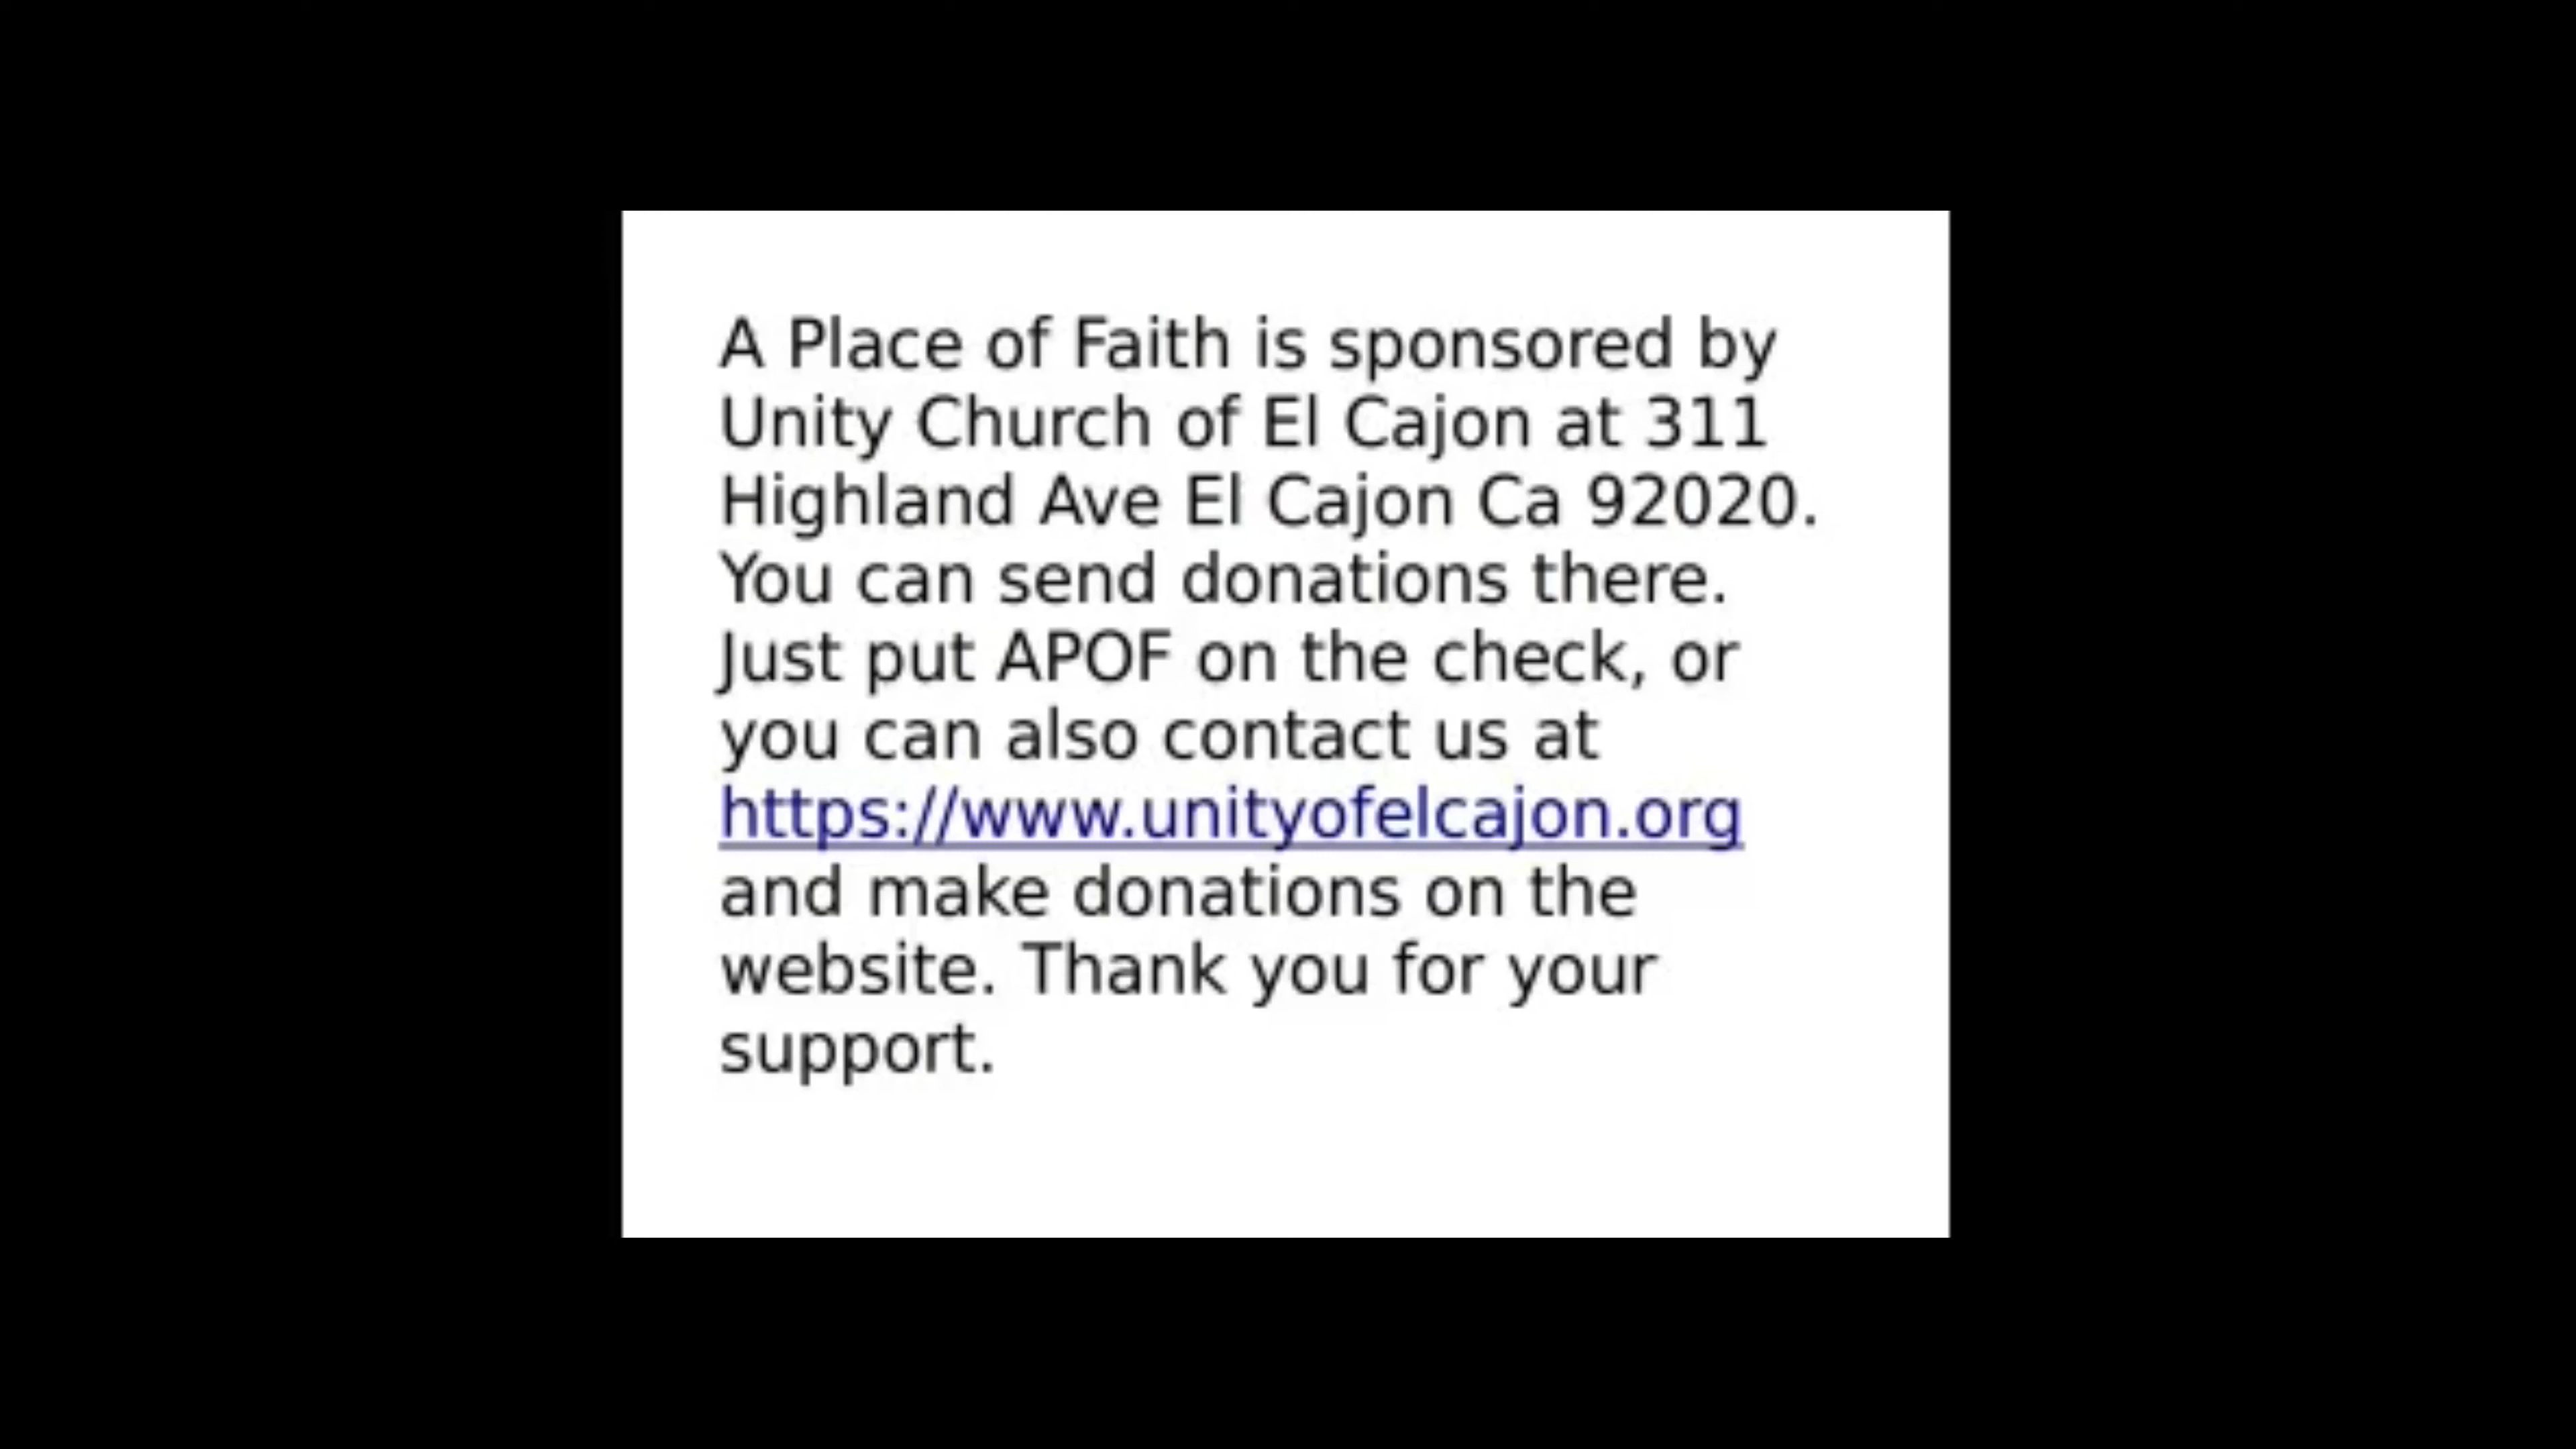 A Place of Faith is sponsored by
Unity Church of El Cajon at 311
Highland Ave El Cajon Ca 92020.
You can send donations there.
Just put APOF on the check, or
you can also contact us at
https://www.unityofelcajon.org
and make donations on the
website. Thank you for your
support.